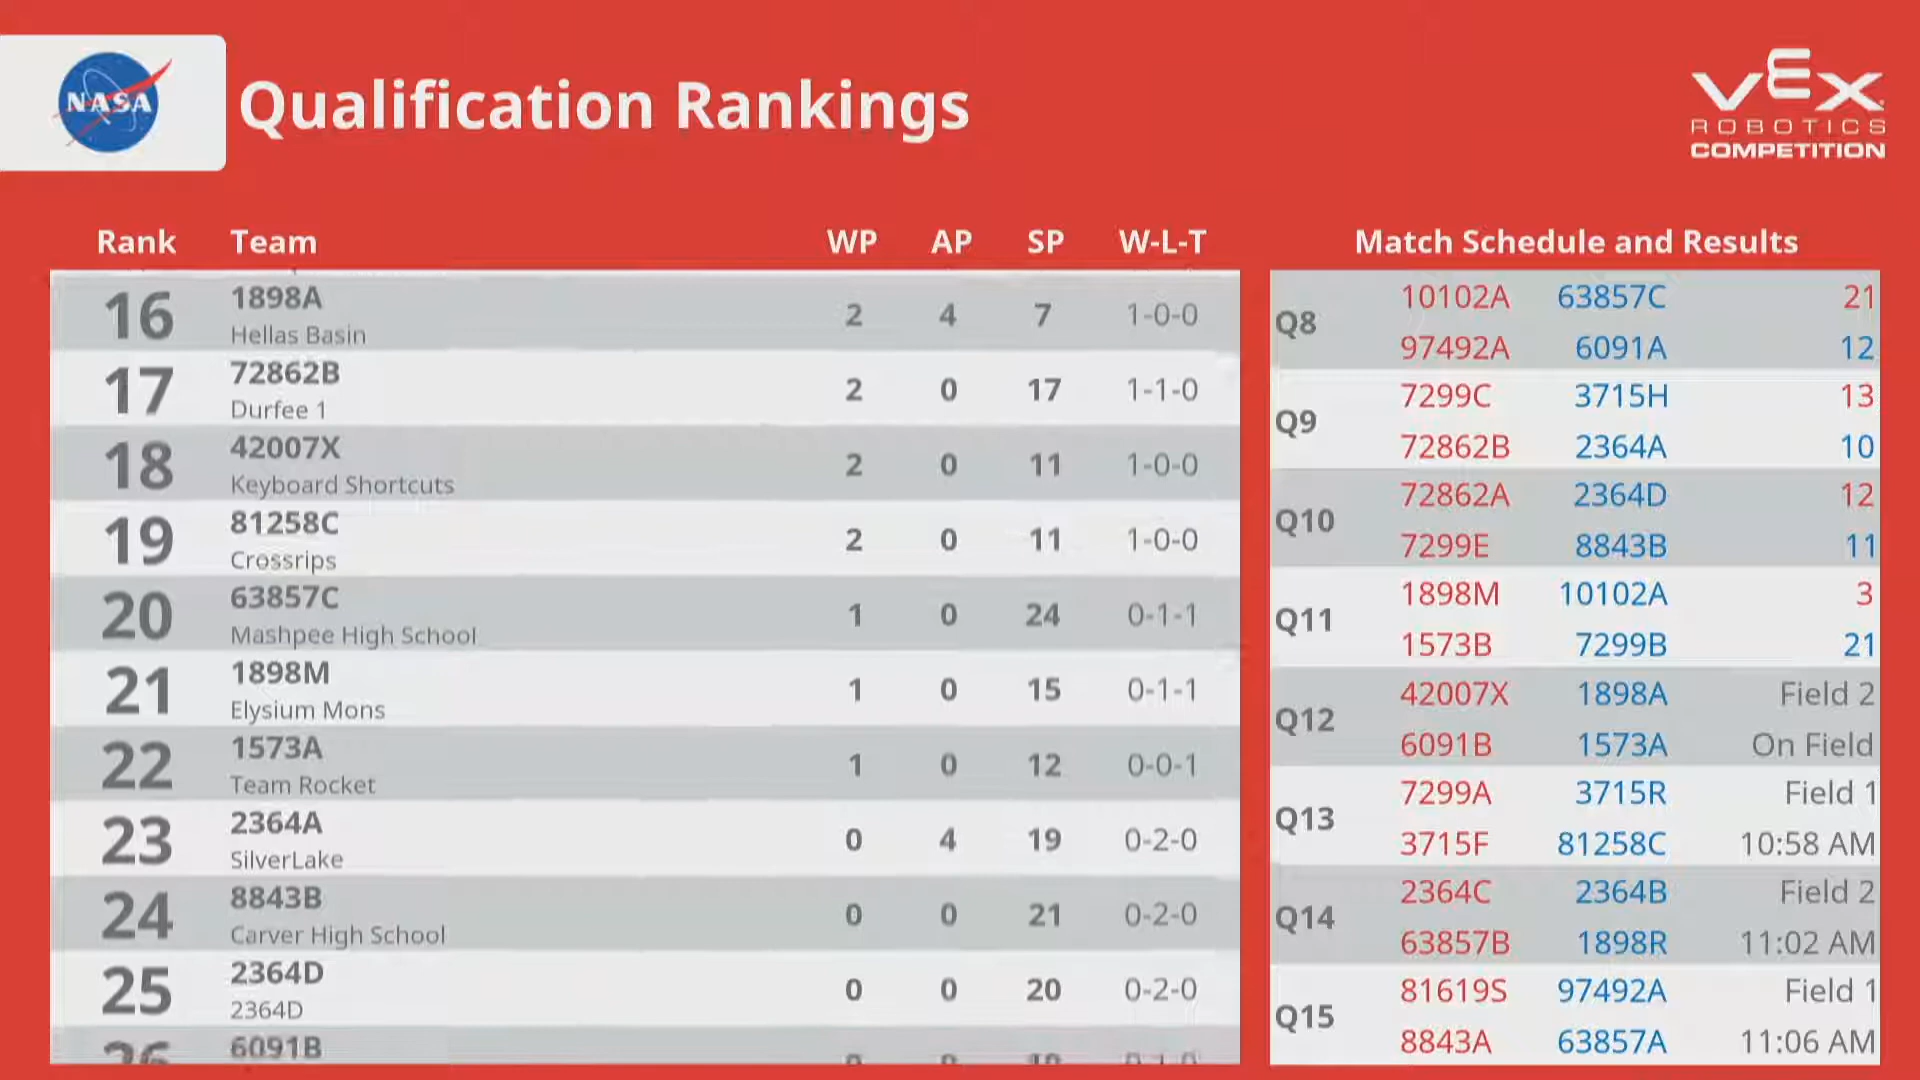 NASA
Qualification Rankings
VEX
ROBOTICS
COMPETITION
Rank Team WP AP SP W-L-T
16 1898A 2 4 7 1-0-0
Hellas Basin
17 72862B 2 0 17 1-1-0
Durfee 1
18 42007X 2 0 11 1-0-0
Keyboard Shortcuts
19 81258C 2 0 11 1-0-0
Crossrips
20 63857C 1 0 24 0-1-1
Mashpee High School
21 1898M 1 0 15 0-1-1
Elysium Mons
22 1573A 1 0 12 0-0-1
Team Rocket
23 2364A 0 4 19 0-2-0
SilverLake
24 8843B 0 0 21 0-2-0
Carver High School
25 2364D 0 0 20 0-2-0
2364D
6091B
Match Schedule and Results
Q8
10102A 63857C 21
97492A 6091A 12
Q9
7299C 3715H 13
72862B 2364A 10
Q10
72862A 2364D 12
7299E 8843B 11
Q11
1898M 10102A 3
1573B 7299B 21
Q12
42007X 1898A Field 2
6091B 1573A On Field
Q13
7299A 3715R Field 1
3715F 81258C 10:58 AM
Q14
2364C 2364B Field 2
63857B 1898R 11:02 AM
Q15
81619S 97492A Field 1
8843A 63857A 11:06 AM